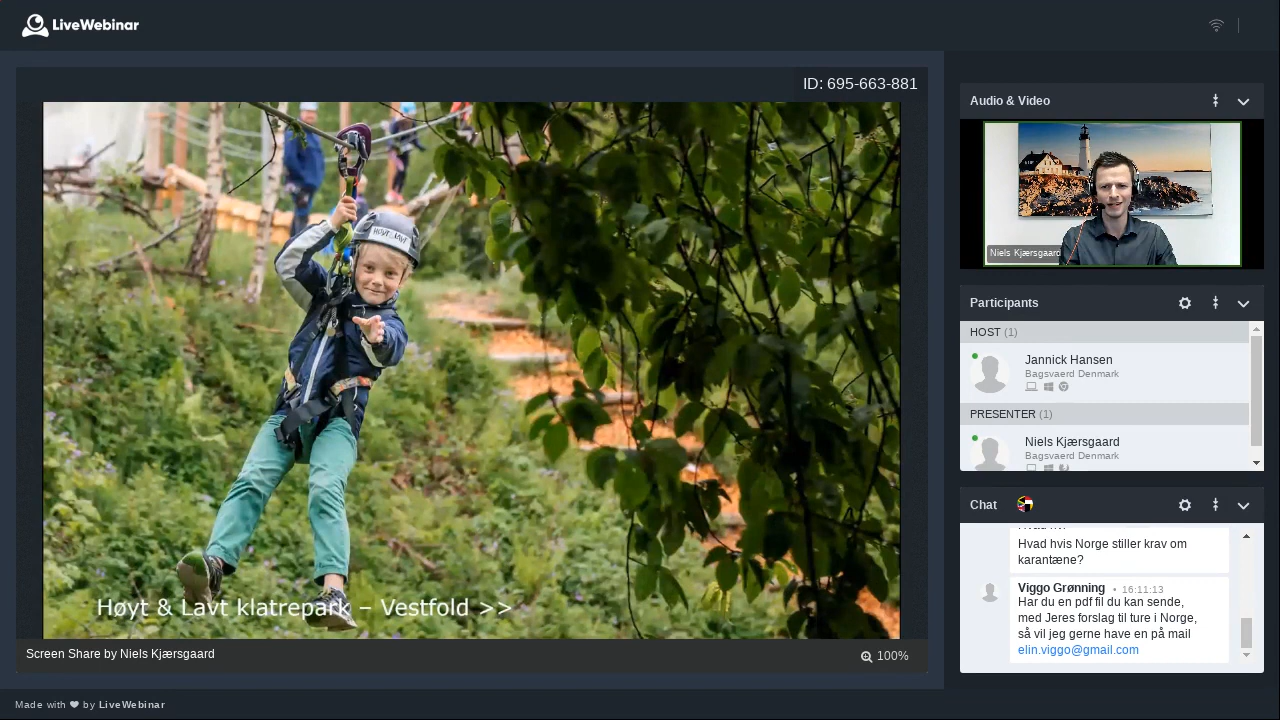 LiveWebinar
ID: 695-663-881
HØYT & LAVT
Høyt & Lavt klatrepark – Vestfold >>
Screen Share by Niels Kjærsgaard
100%
Made with ❤ by LiveWebinar
Audio & Video
Niels Kjærsgaard
Participants
HOST (1)
Jannick Hansen
Bagsvaerd Denmark
PRESENTER (1)
Niels Kjærsgaard
Bagsvaerd Denmark
Chat
Hvad hvis Norge stiller krav om
karantæne?
Viggo Grønning • 16:11:13
Har du en pdf fil du kan sende,
med Jeres forslag til ture i Norge,
så vil jeg gerne have en på mail
elin.viggo@gmail.com